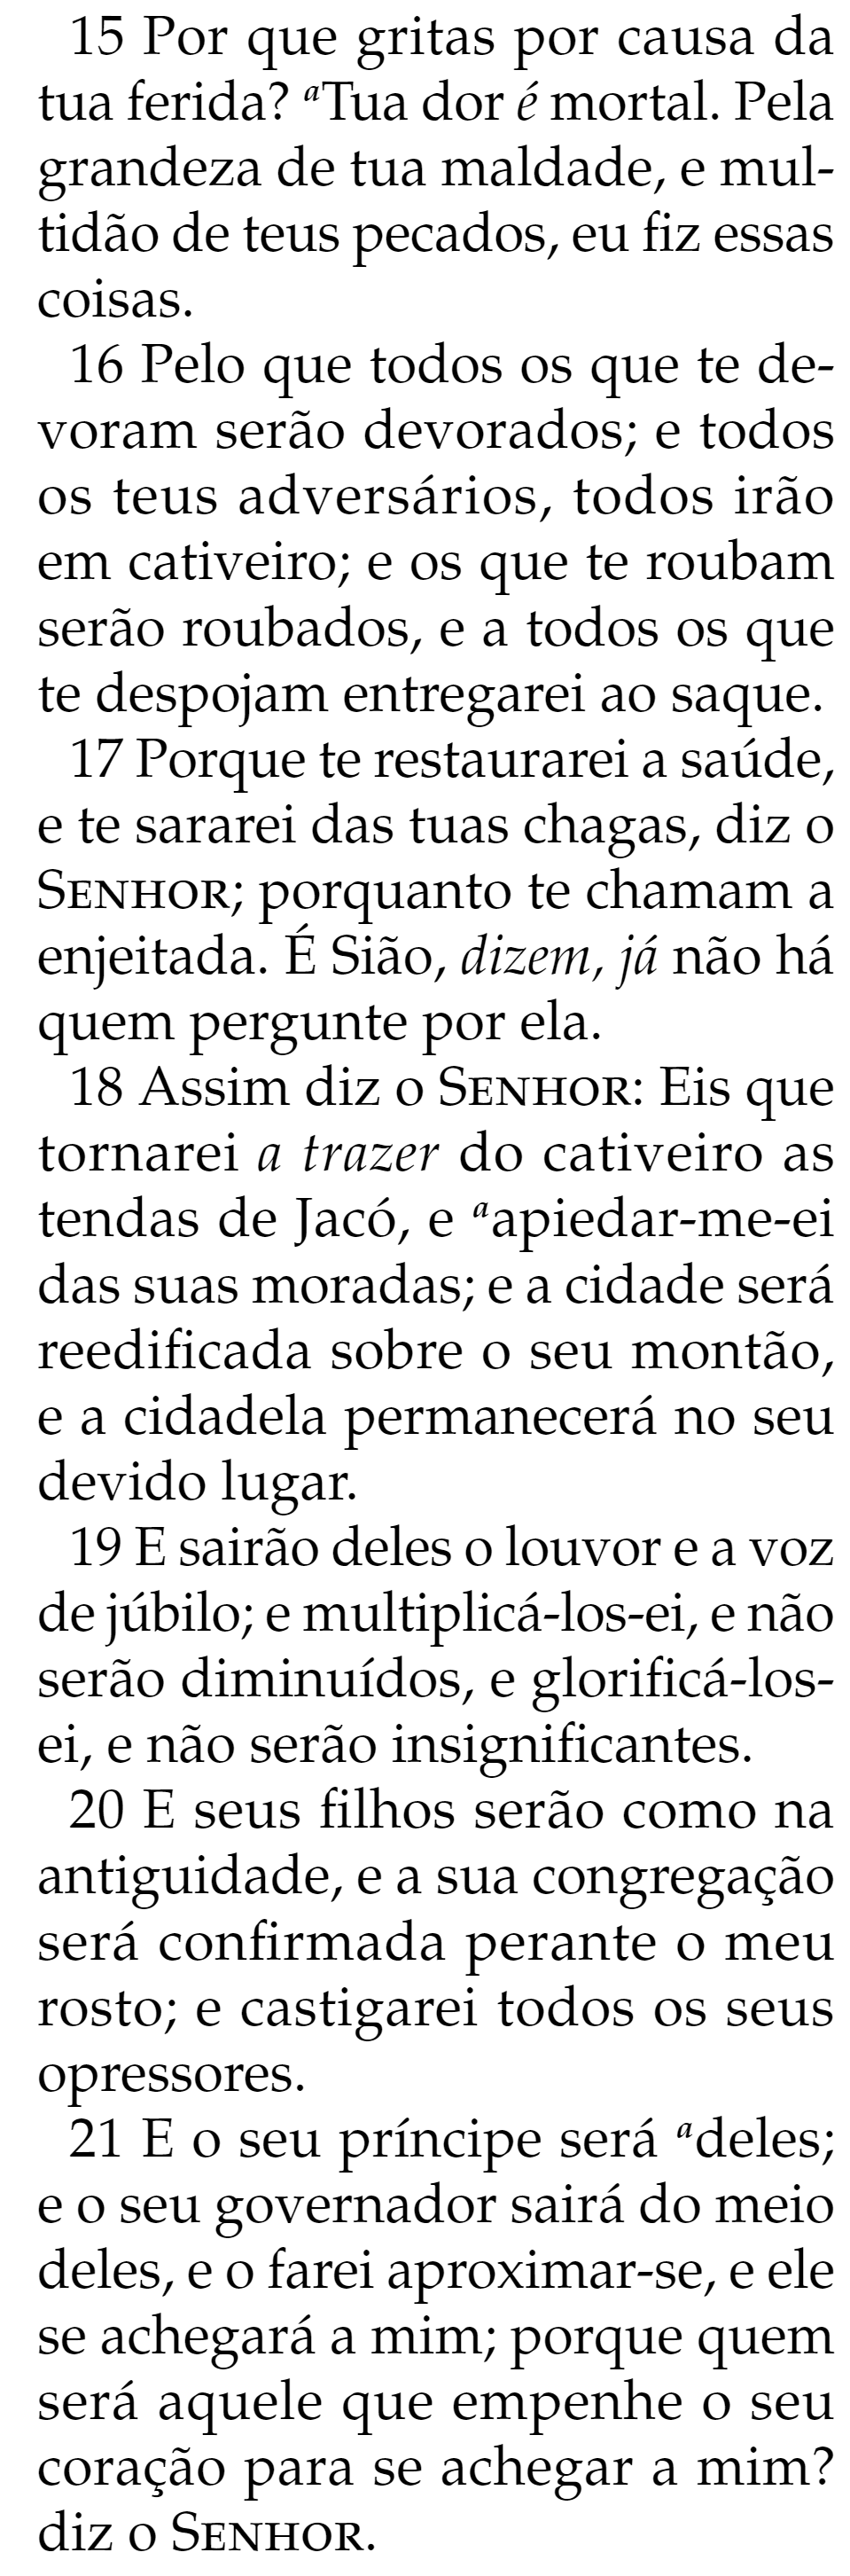 15 Por que gritas por causa da
tua ferida? ᵃTua dor é mortal. Pela
grandeza de tua maldade, e mul-
tidão de teus pecados, eu fiz essas
coisas.
16 Pelo que todos os que te de-
voram serão devorados; e todos
os teus adversários, todos irão
em cativeiro; e os que te roubam
serão roubados, e a todos os que
te despojam entregarei ao saque.
17 Porque te restaurarei a saúde,
e te sararei das tuas chagas, diz o
SENHOR; porquanto te chamam a
enjeitada. É Sião, dizem, já não há
quem pergunte por ela.
18 Assim diz o SENHOR: Eis que
tornarei a trazer do cativeiro as
tendas de Jacó, e ᵃapiedar-me-ei
das suas moradas; e a cidade será
reedificada sobre o seu montão,
e a cidadela permanecerá no seu
devido lugar.
19 E sairão deles o louvor e a voz
de júbilo; e multiplicá-los-ei, e não
serão diminuídos, e glorificá-los-
ei, e não serão insignificantes.
20 E seus filhos serão como na
antiguidade, e a sua congregação
será confirmada perante o meu
rosto; e castigarei todos os seus
opressores.
21 E o seu príncipe será ᵃdeles;
e o seu governador sairá do meio
deles, e o farei aproximar-se, e ele
se achegará a mim; porque quem
será aquele que empenhe o seu
coração para se achegar a mim?
diz o SENHOR.